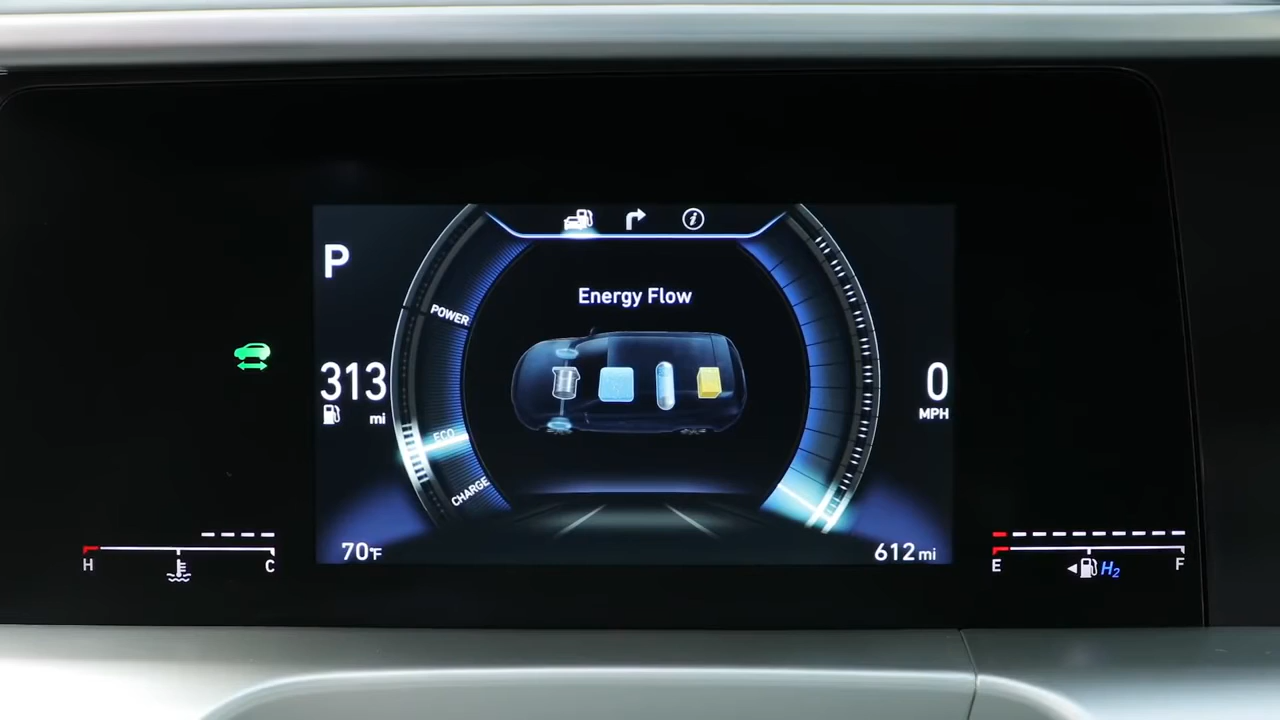 P
Energy Flow
POWER
313
mi
0
MPH
ECO
CHARGE
70°F
612 mi
H C
E H2 F